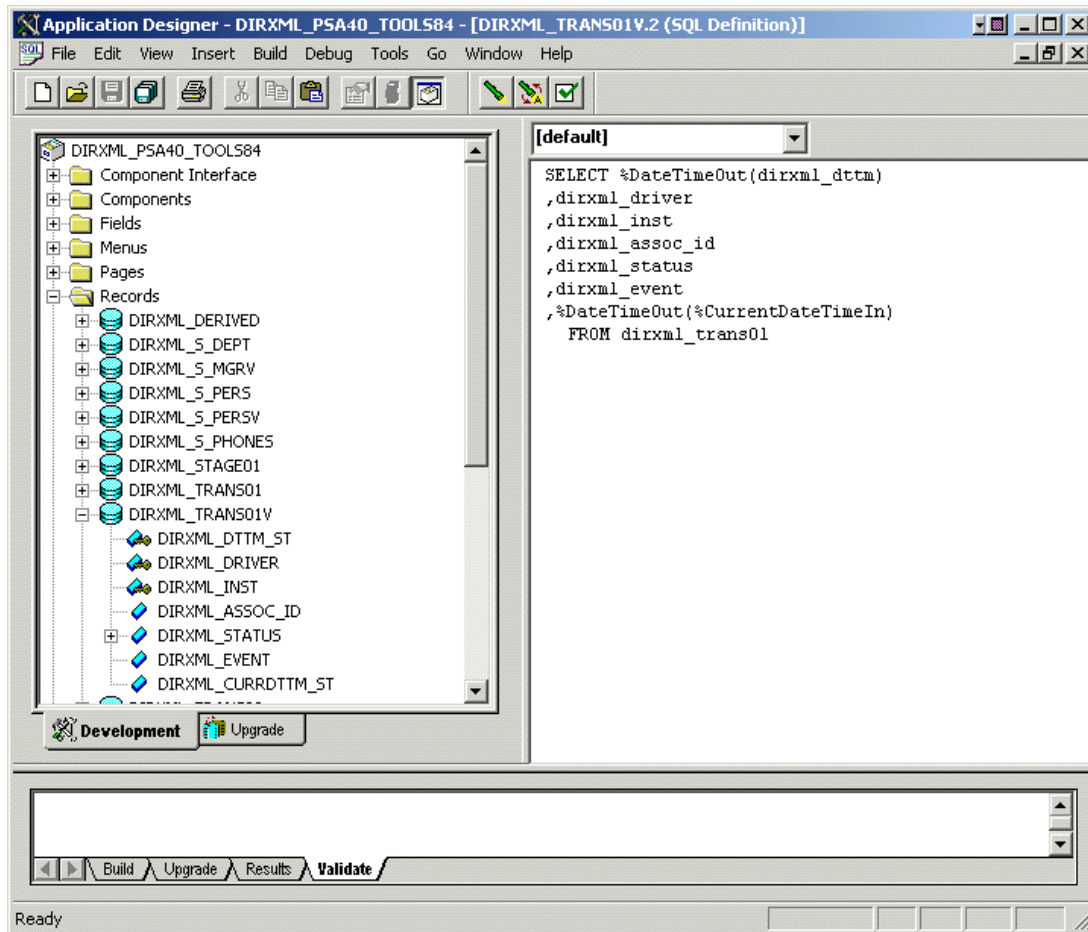 Application Designer - DIRXML_PSA40_TOOLS84 - [DIRXML_TRANS01V.2 (SQL Definition)]
SQL File Edit View Insert Build Debug Tools Go Window Help
DIRXML_PSA40_TOOLS84
Component Interface
Components
Fields
Menus
Pages
Records
DIRXML_DERIVED
DIRXML_S_DEPT
DIRXML_S_MGRV
DIRXML_S_PERS
DIRXML_S_PERSV
DIRXML_S_PHONES
DIRXML_STAGE01
DIRXML_TRANS01
DIRXML_TRANS01V
DIRXML_DTTM_ST
DIRXML_DRIVER
DIRXML_INST
DIRXML_ASSOC_ID
DIRXML_STATUS
DIRXML_EVENT
DIRXML_CURRDTTM_ST
Development Upgrade
[default]
SELECT %DateTimeOut(dirxml_dttm)
,dirxml_driver
,dirxml_inst
,dirxml_assoc_id
,dirxml_status
,dirxml_event
,%DateTimeOut(%CurrentDateTimeIn)
FROM dirxml_trans01
Build Upgrade Results Validate
Ready